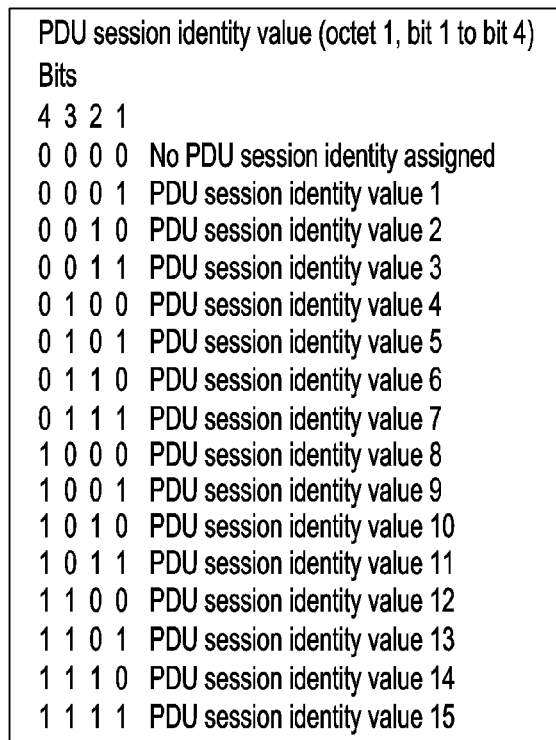 PDU session identity value (octet 1, bit 1 to bit 4)
Bits
4 3 2 1
0 0 0 0 No PDU session identity assigned
0 0 0 1 PDU session identity value 1
0 0 1 0 PDU session identity value 2
0 0 1 1 PDU session identity value 3
0 1 0 0 PDU session identity value 4
0 1 0 1 PDU session identity value 5
0 1 1 0 PDU session identity value 6
0 1 1 1 PDU session identity value 7
1 0 0 0 PDU session identity value 8
1 0 0 1 PDU session identity value 9
1 0 1 0 PDU session identity value 10
1 0 1 1 PDU session identity value 11
1 1 0 0 PDU session identity value 12
1 1 0 1 PDU session identity value 13
1 1 1 0 PDU session identity value 14
1 1 1 1 PDU session identity value 15